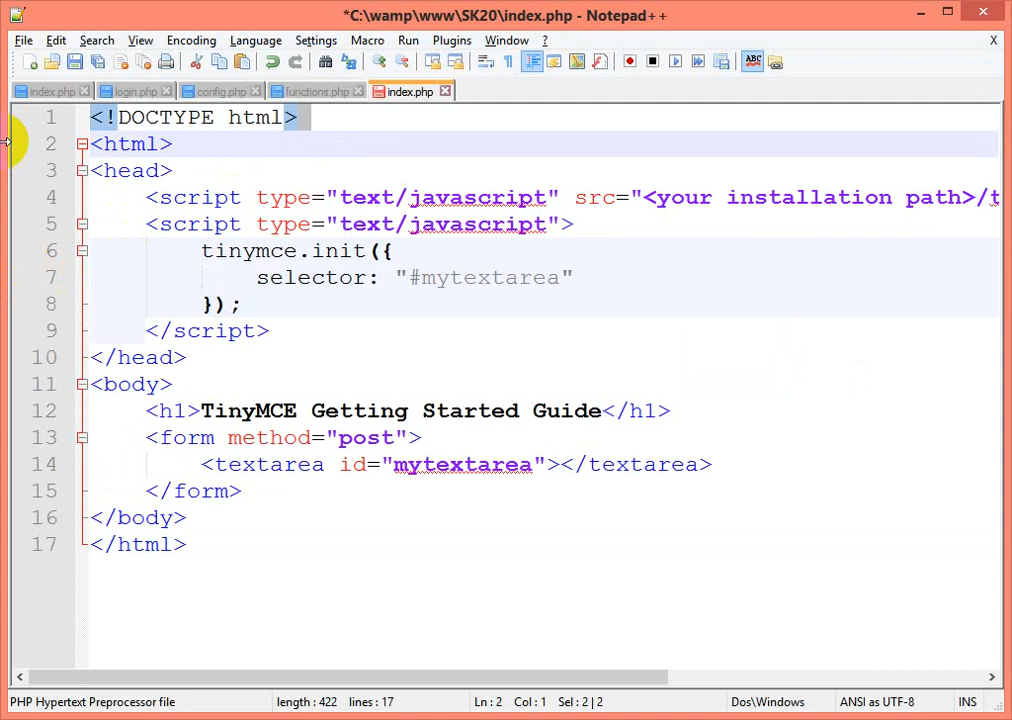 *C:\wamp\www\SK20\index.php - Notepad++
File Edit Search View Encoding Language Settings Macro Run Plugins Window ? X
index.php login.php config.php functions.php index.php
1 <!DOCTYPE html>
2 <html>
3 <head>
4 <script type="text/javascript" src="<your installation path>/t
5 <script type="text/javascript">
6 tinymce.init({
7 selector: "#mytextarea"
8 });
9 </script>
10 </head>
11 <body>
12 <h1>TinyMCE Getting Started Guide</h1>
13 <form method="post">
14 <textarea id="mytextarea"></textarea>
15 </form>
16 </body>
17 </html>
PHP Hypertext Preprocessor file length : 422 lines : 17 Ln : 2 Col : 1 Sel : 2 | 2 Dos\Windows ANSI as UTF-8 INS